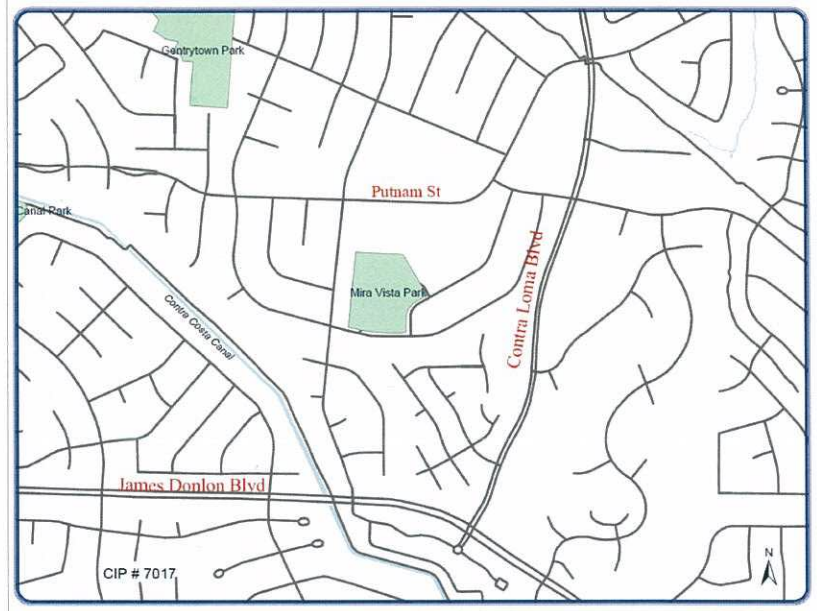 Gentrytown Park
Putnam St
Canal Park
Mira Vista Park
Contra Loma Blvd
Contra Costa Canal
James Donlon Blvd
CIP # 7017
N